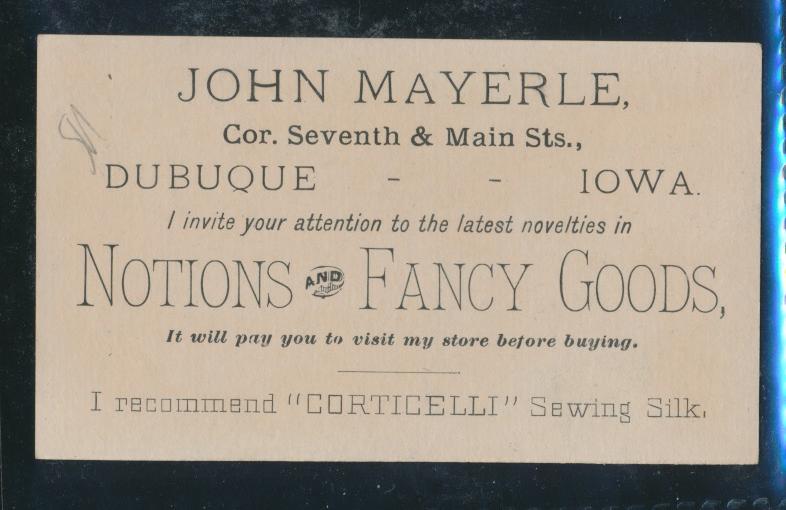 JOHN MAYERLE,
Cor. Seventh & Main Sts.,
DUBUQUE - - IOWA.
I invite your attention to the latest novelties in
NOTIONS AND FANCY GOODS,
It will pay you to visit my store before buying.
I recommend "CORTICELLI" Sewing Silk.